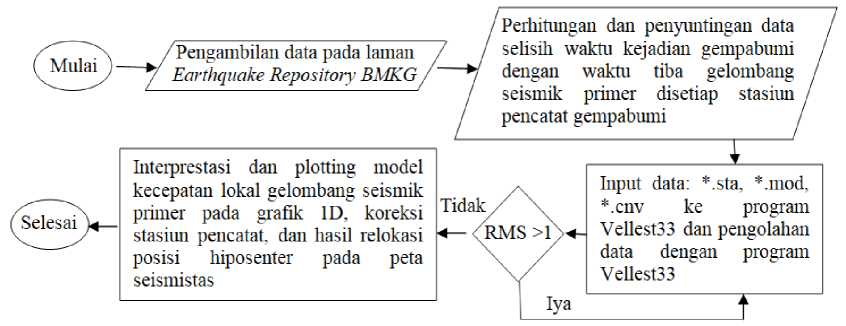 Mulai
Pengambilan data pada laman
Earthquake Repository BMKG
Perhitungan dan penyuntingan data
selisih waktu kejadian gempabumi
dengan waktu tiba gelombang
seismik primer disetiap stasiun
pencatat gempabumi
Input data: *.sta, *.mod,
*.cnv ke program
Vellest33 dan pengolahan
data dengan program
Vellest33
RMS >1
Iya
Tidak
Interprestasi dan plotting model
kecepatan lokal gelombang seismik
primer pada grafik 1D, koreksi
stasiun pencatat, dan hasil relokasi
posisi hiposenter pada peta
seismistas
Selesai